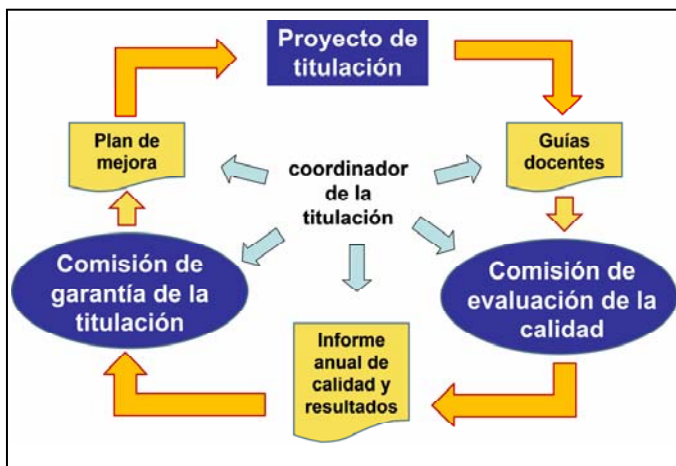 Proyecto de
titulación
Plan de
mejora
Guías
docentes
coordinador
de la
titulación
Comisión de
garantía de la
titulación
Comisión de
evaluación de la
calidad
Informe
anual de
calidad y
resultados